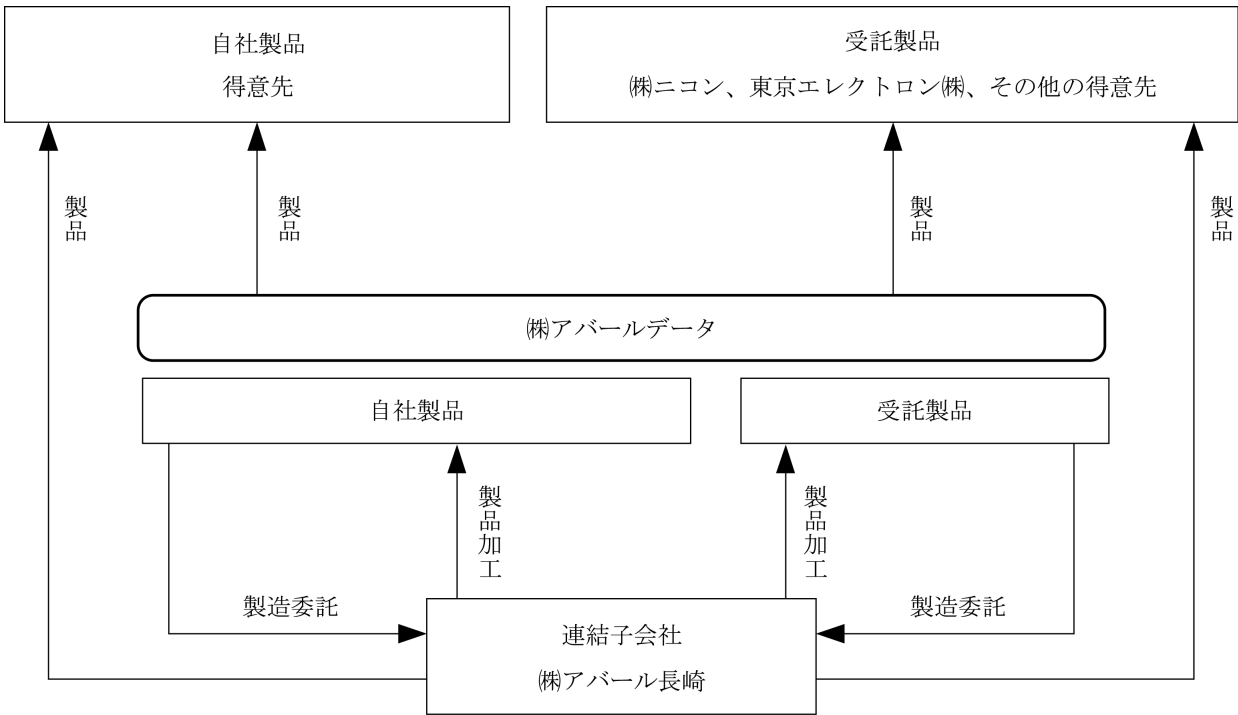 自社製品
得意先
受託製品
㈱ニコン、東京エレクトロン㈱、その他の得意先
製品
製品
製品
製品
㈱アバールデータ
自社製品
受託製品
製品加工
製品加工
製造委託
製造委託
連結子会社
㈱アバール長崎